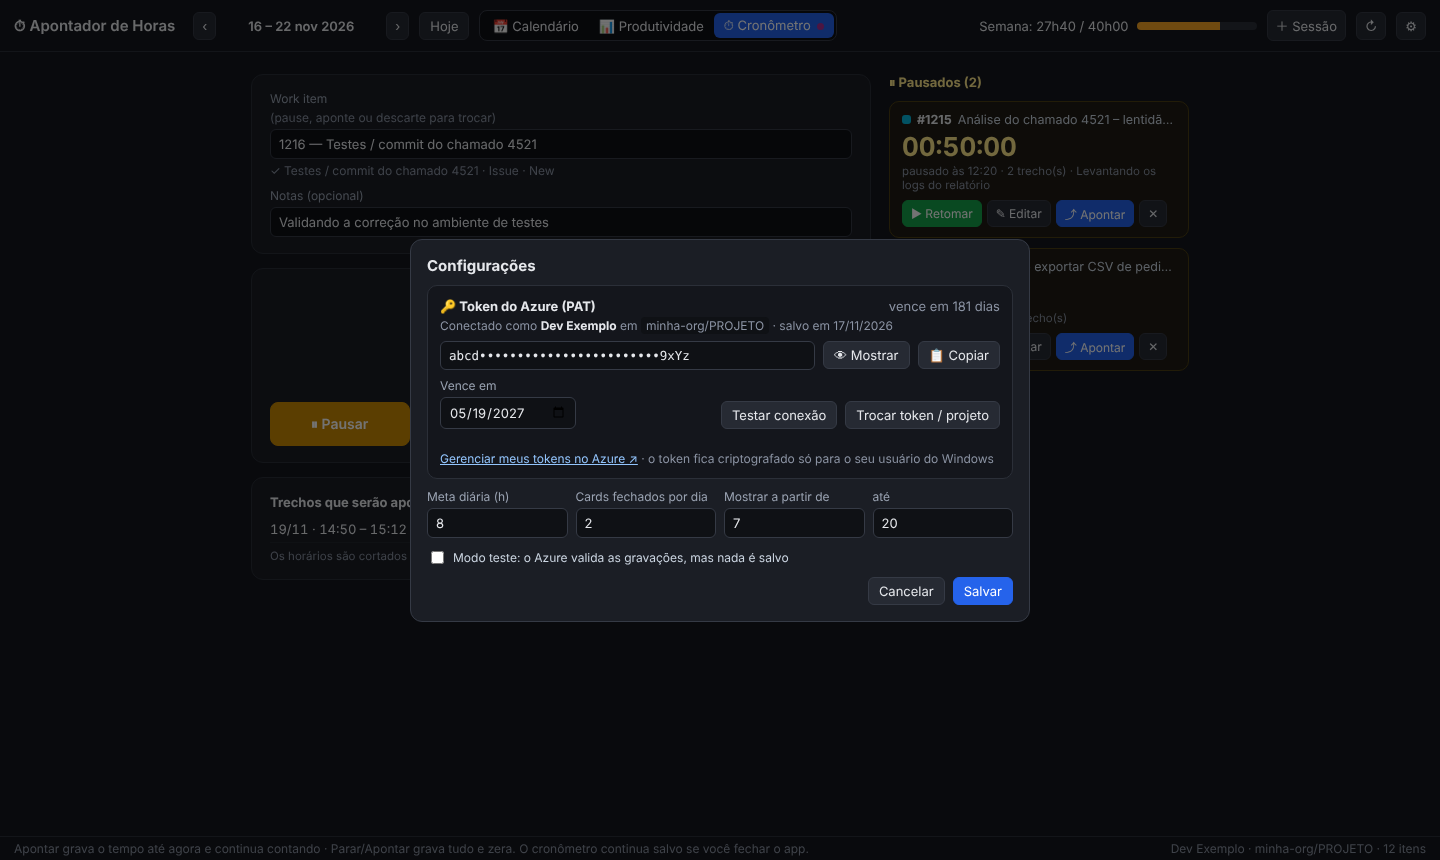 ⏱ Apontador de Horas ‹ 16 – 22 nov 2026 › Hoje 📅 Calendário 📊 Produtividade ⏱ Cronômetro Semana: 27h40 / 40h00 + Sessão ↻ ⚙
Work item
(pause, aponte ou descarte para trocar)
1216 — Testes / commit do chamado 4521
✓ Testes / commit do chamado 4521 · Issue · New
Notas (opcional)
Validando a correção no ambiente de testes
⏸ Pausar
Trechos que serão apo
19/11 · 14:50 – 15:12
Os horários são cortados
⏸ Pausados (2)
#1215 Análise do chamado 4521 – lentidã...
00:50:00
pausado às 12:20 · 2 trecho(s) · Levantando os
logs do relatório
▶ Retomar ✎ Editar ⤴ Apontar ✕
exportar CSV de pedi...
echo(s)
ar ⤴ Apontar ✕
Configurações
🔑 Token do Azure (PAT) vence em 181 dias
Conectado como Dev Exemplo em minha-org/PROJETO · salvo em 17/11/2026
abcd••••••••••••••••••••••••9xYz 👁 Mostrar 📋 Copiar
Vence em
05/19/2027 Testar conexão Trocar token / projeto
Gerenciar meus tokens no Azure ↗ · o token fica criptografado só para o seu usuário do Windows
Meta diária (h) Cards fechados por dia Mostrar a partir de até
8 2 7 20
Modo teste: o Azure valida as gravações, mas nada é salvo
Cancelar Salvar
Apontar grava o tempo até agora e continua contando · Parar/Apontar grava tudo e zera. O cronômetro continua salvo se você fechar o app. Dev Exemplo · minha-org/PROJETO · 12 itens